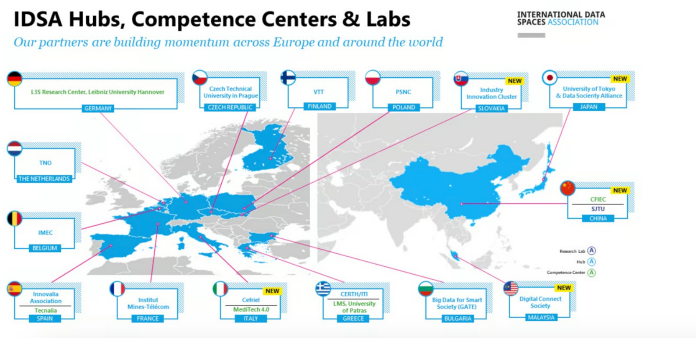 IDSA Hubs, Competence Centers & Labs
INTERNATIONAL DATA
SPACES ASSOCIATION
Our partners are building momentum across Europe and around the world
L3S Research Center, Leibniz University Hannover
GERMANY
Czech Technical
University in Prague
CZECH REPUBLIC
VTT
FINLAND
PSNC
POLAND
NEW
Industry
Innovation Cluster
SLOVAKIA
NEW
University of Tokyo
& Data Socienty Alliance
JAPAN
TNO
THE NETHERLANDS
NEW
CFIEC
SJTU
CHINA
IMEC
BELGIUM
Research Lab A
Hub A
Competence Center A
Innovalia
Association
Tecnalia
SPAIN
Institut
Mines-Télécom
FRANCE
NEW
Cefriel
MediTech 4.0
ITALY
CERTH/ITI
LMS, University
of Patras
GREECE
Big Data for Smart
Society (GATE)
BULGARIA
NEW
Digital Connect
Society
MALAYSIA